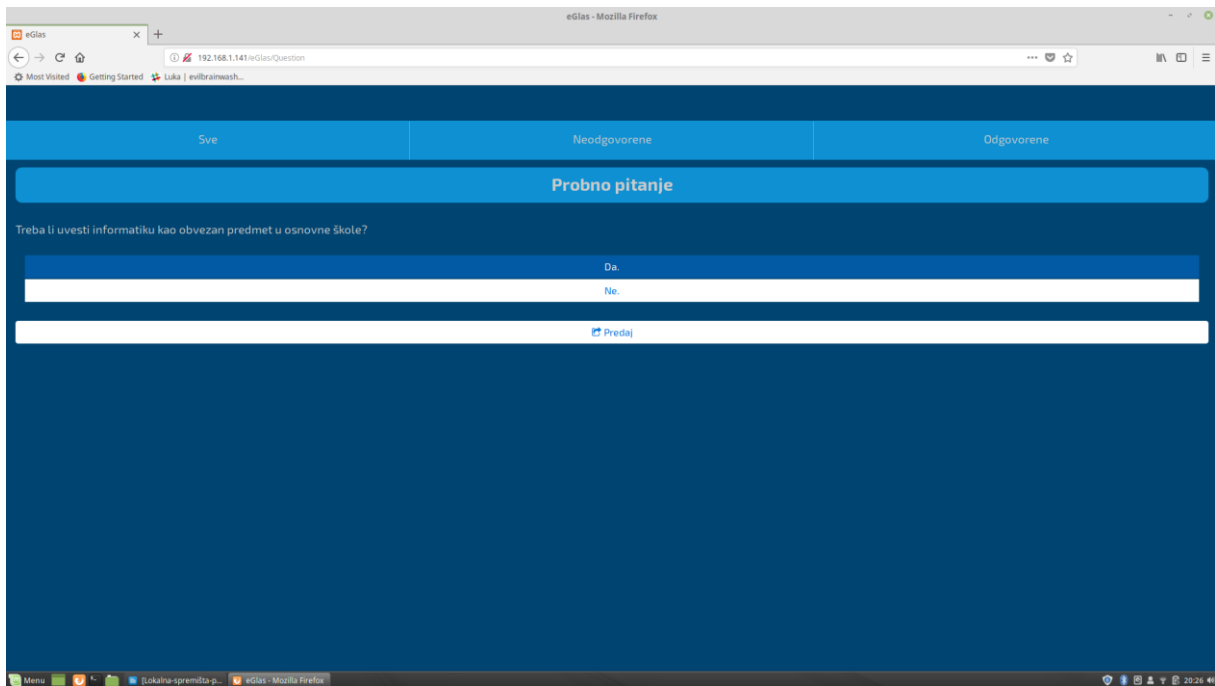 eGlas - Mozilla Firefox
eGlas
192.168.1.141/eGlas/Question
Most Visited Getting Started Luka | evilbrainwash...
Sve Neodgovorene Odgovorene
Probno pitanje
Treba li uvesti informatiku kao obvezan predmet u osnovne škole?
Da.
Ne.
Predaj
Menu [Lokalna-spremišta-p... eGlas - Mozilla Firefox 20:26